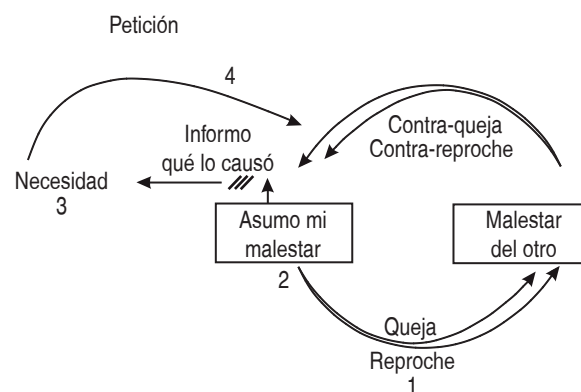 Petición
4
Informo
qué lo causó
Contra-queja
Contra-reproche
Necesidad
3
Asumo mi
malestar
Malestar
del otro
2
Queja
Reproche
1